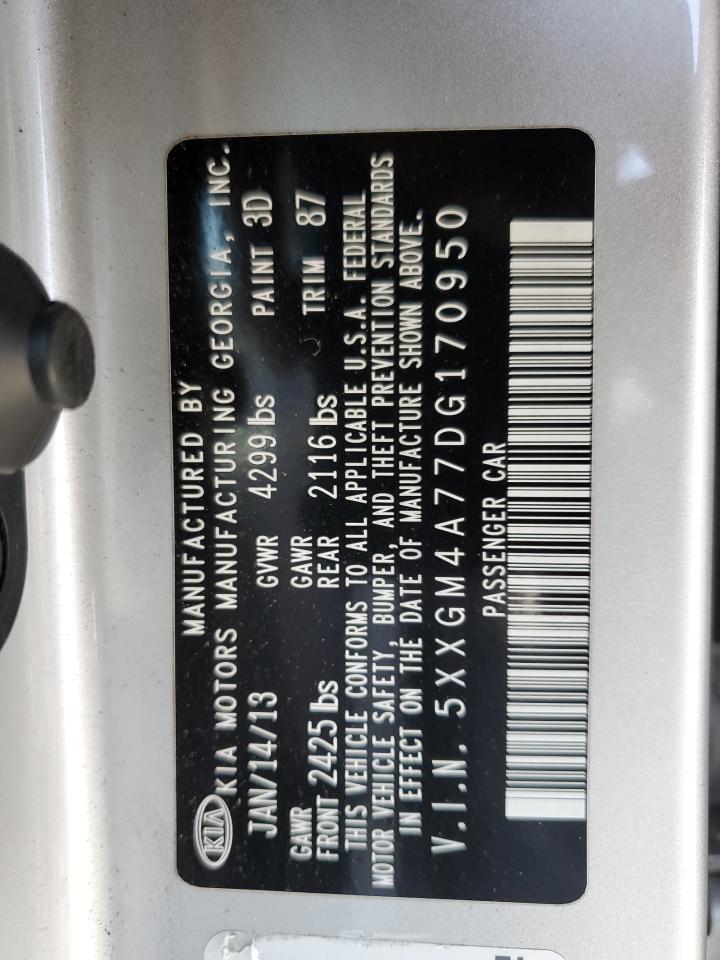 MANUFACTURED BY
KIA KIA MOTORS MANUFACTURING GEORGIA, INC.
JAN/14/13 GVWR 4299 lbs PAINT 3D
GAWR GAWR
FRONT 2425 lbs REAR 2116 lbs TRIM 87
THIS VEHICLE CONFORMS TO ALL APPLICABLE U.S.A. FEDERAL
MOTOR VEHICLE SAFETY, BUMPER, AND THEFT PREVENTION STANDARDS
IN EFFECT ON THE DATE OF MANUFACTURE SHOWN ABOVE.
V.I.N. 5XXGM4A77DG170950
PASSENGER CAR